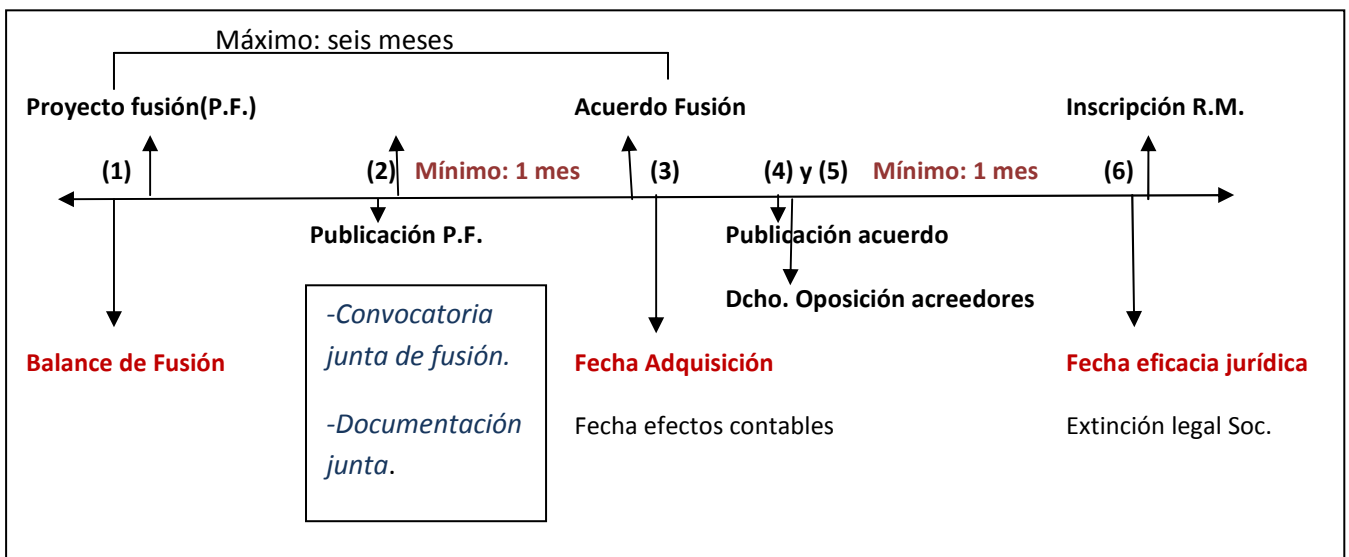 Máximo: seis meses
Proyecto fusión(P.F.)
Acuerdo Fusión
Inscripción R.M.
(1)
(2)
Mínimo: 1 mes
(3)
(4) y (5)
Mínimo: 1 mes
(6)
Publicación P.F.
Publicación acuerdo
Dcho. Oposición acreedores
-Convocatoria
junta de fusión.
-Documentación
junta.
Balance de Fusión
Fecha Adquisición
Fecha eficacia jurídica
Fecha efectos contables
Extinción legal Soc.